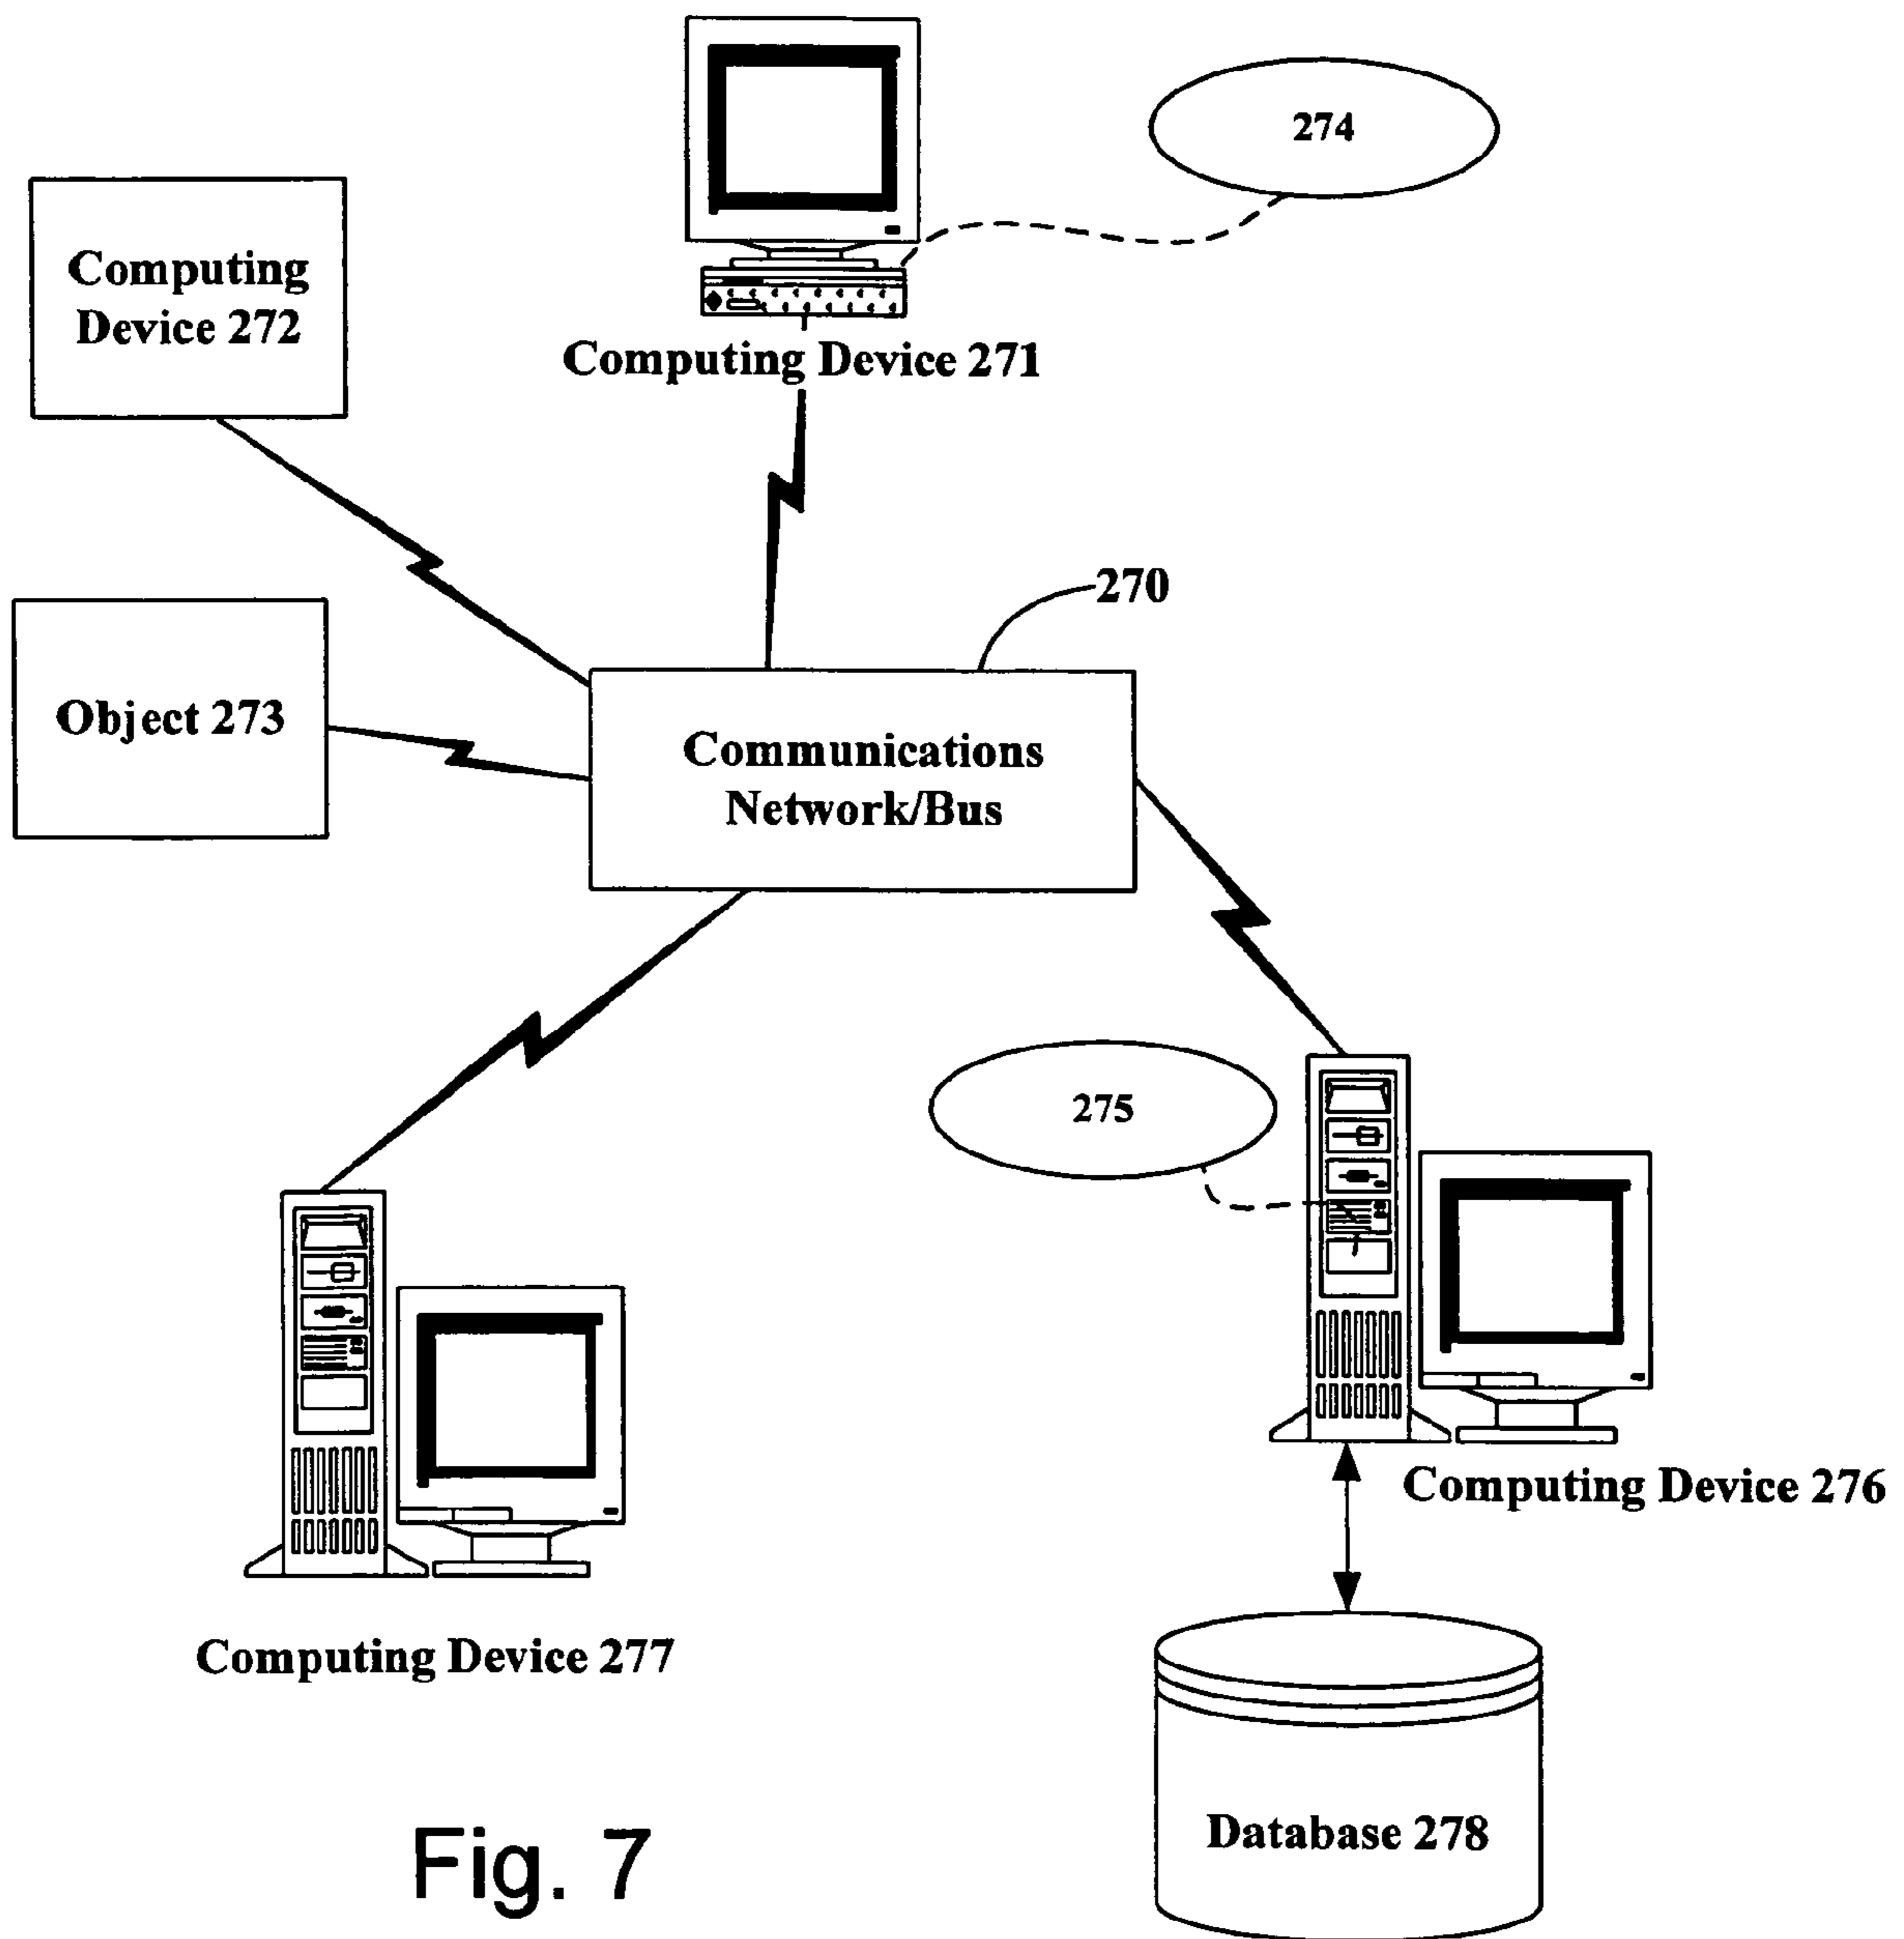 274
Computing
Device 272
Computing Device 271
270
Object 273
Communications
Network/Bus
275
Computing Device 276
Computing Device 277
Database 278
Fig. 7